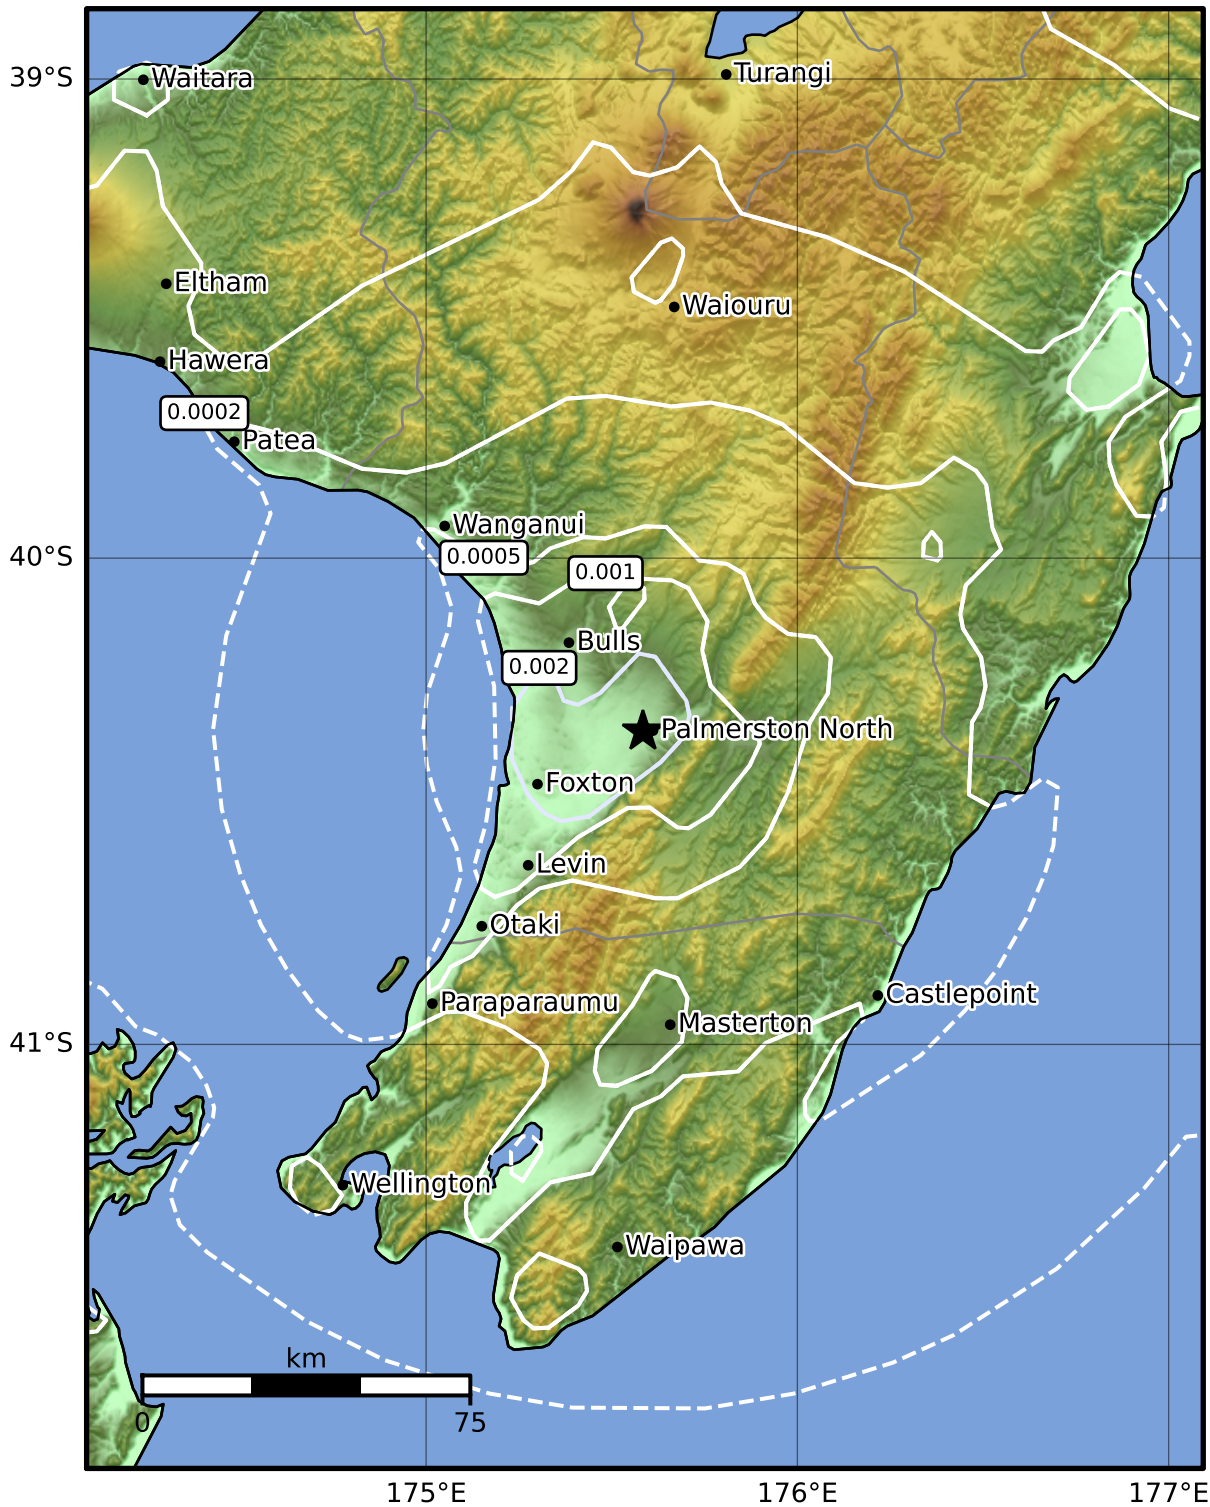 Turangi
39°S
Waitara
Eltham
Waiouru
Hawera
0.0002
Patea
Wanganui
40°S
0.0005
0.001
Bulls
0.002
Palmerston North
Foxton
Levin
Otaki
Castlepoint
Paraparaumu
Masterton
41°S
Wellington
Waipawa
km
0
75
175°E
176°E
177°E